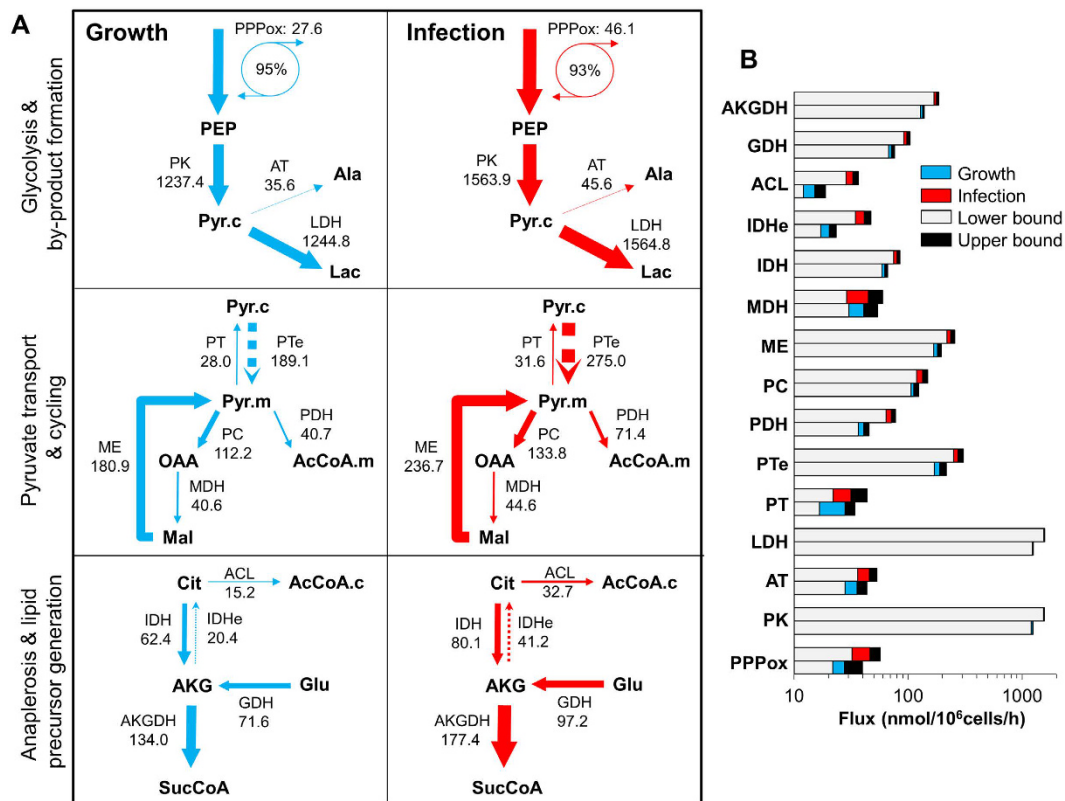 A
Growth
Infection
Glycolysis &
by-product formation
PPPox: 27.6
95%
PEP
PK
1237.4
AT
35.6
Ala
Pyr.c
LDH
1244.8
Lac
PPPox: 46.1
93%
PEP
PK
1563.9
AT
45.6
Ala
Pyr.c
LDH
1564.8
Lac
Pyruvate transport
& cycling
Pyr.c
PT
28.0
PTe
189.1
Pyr.m
ME
180.9
PC
112.2
PDH
40.7
OAA
AcCoA.m
MDH
40.6
Mal
Pyr.c
PT
31.6
PTe
275.0
Pyr.m
ME
236.7
PC
133.8
PDH
71.4
OAA
AcCoA.m
MDH
44.6
Mal
Anaplerosis & lipid
precursor generation
Cit
ACL
15.2
AcCoA.c
IDH
62.4
IDHe
20.4
AKG
Glu
GDH
71.6
AKGDH
134.0
SucCoA
Cit
ACL
32.7
AcCoA.c
IDH
80.1
IDHe
41.2
AKG
Glu
GDH
97.2
AKGDH
177.4
SucCoA
B
AKGDH
GDH
ACL
IDHe
IDH
MDH
ME
PC
PDH
PTe
PT
LDH
AT
PK
PPPox
Growth
Infection
Lower bound
Upper bound
10 100 1000
Flux (nmol/10⁶cells/h)